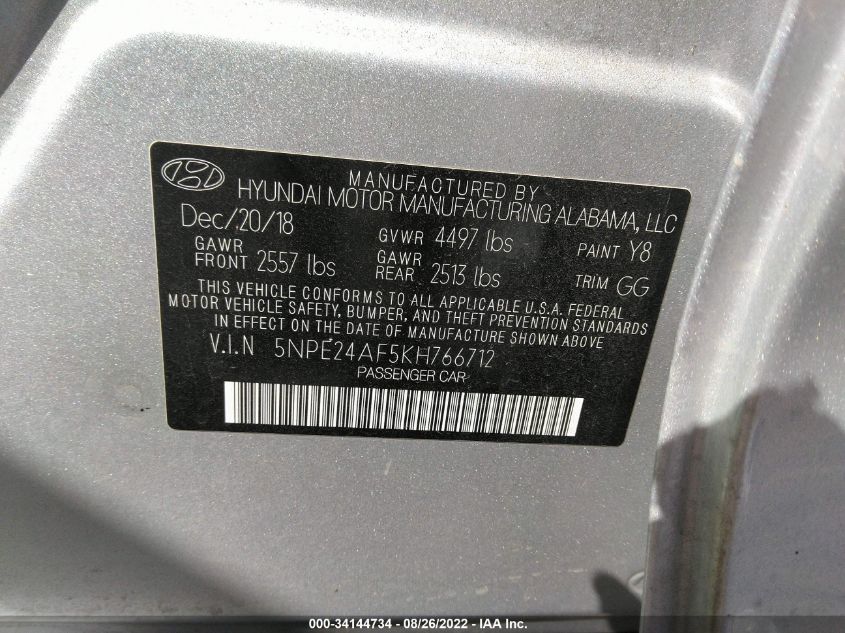 MANUFACTURED BY
HYUNDAI MOTOR MANUFACTURING ALABAMA, LLC
Dec/20/18 GVWR 4497 lbs PAINT Y8
GAWR FRONT 2557 lbs GAWR REAR 2513 lbs TRIM GG
THIS VEHICLE CONFORMS TO ALL APPLICABLE U.S.A. FEDERAL
MOTOR VEHICLE SAFETY, BUMPER, AND THEFT PREVENTION STANDARDS
IN EFFECT ON THE DATE OF MANUFACTURE SHOWN ABOVE
V.I.N 5NPE24AF5KH766712
PASSENGER CAR
000-34144734 - 08/26/2022 - IAA Inc.